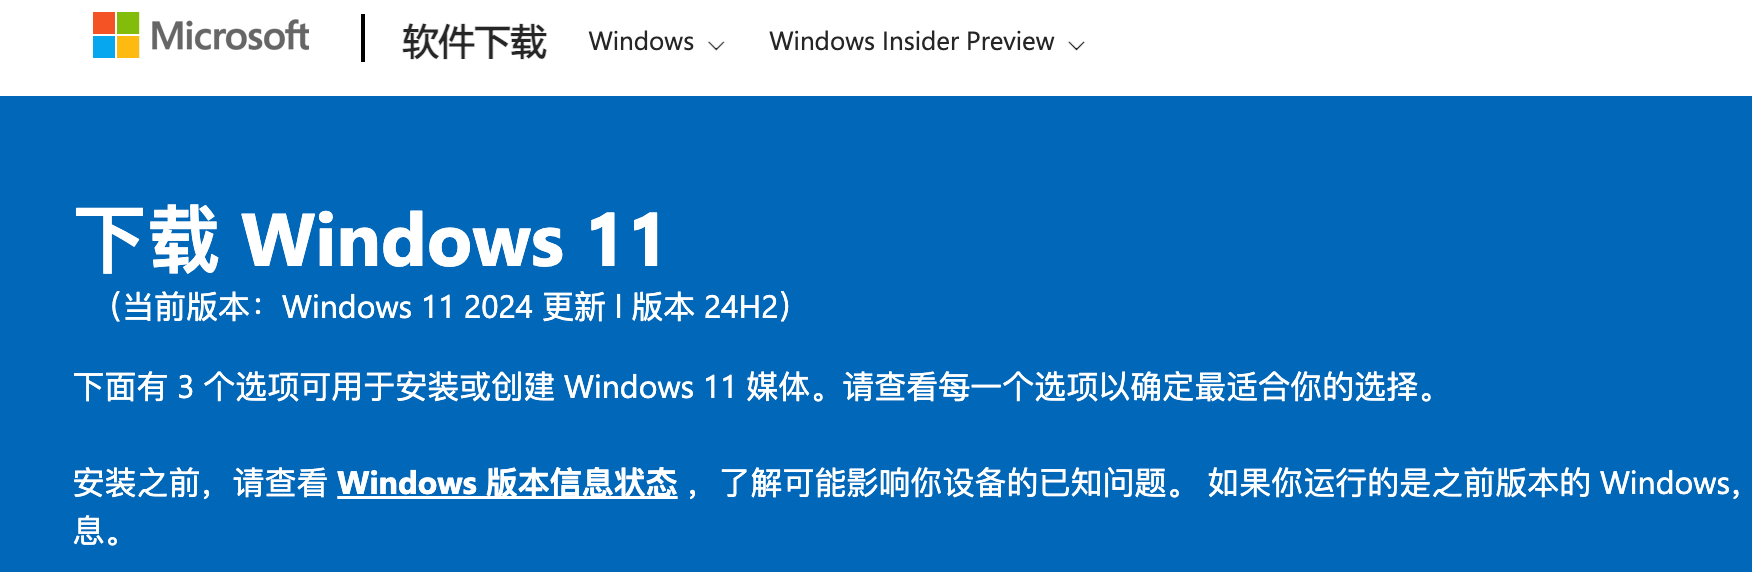 Microsoft 软件下载 Windows Windows Insider Preview
下载 Windows 11
（当前版本：Windows 11 2024 更新 l 版本 24H2）
下面有 3 个选项可用于安装或创建 Windows 11 媒体。请查看每一个选项以确定最适合你的选择。
安装之前，请查看 Windows 版本信息状态 ，了解可能影响你设备的已知问题。 如果你运行的是之前版本的 Windows，
息。